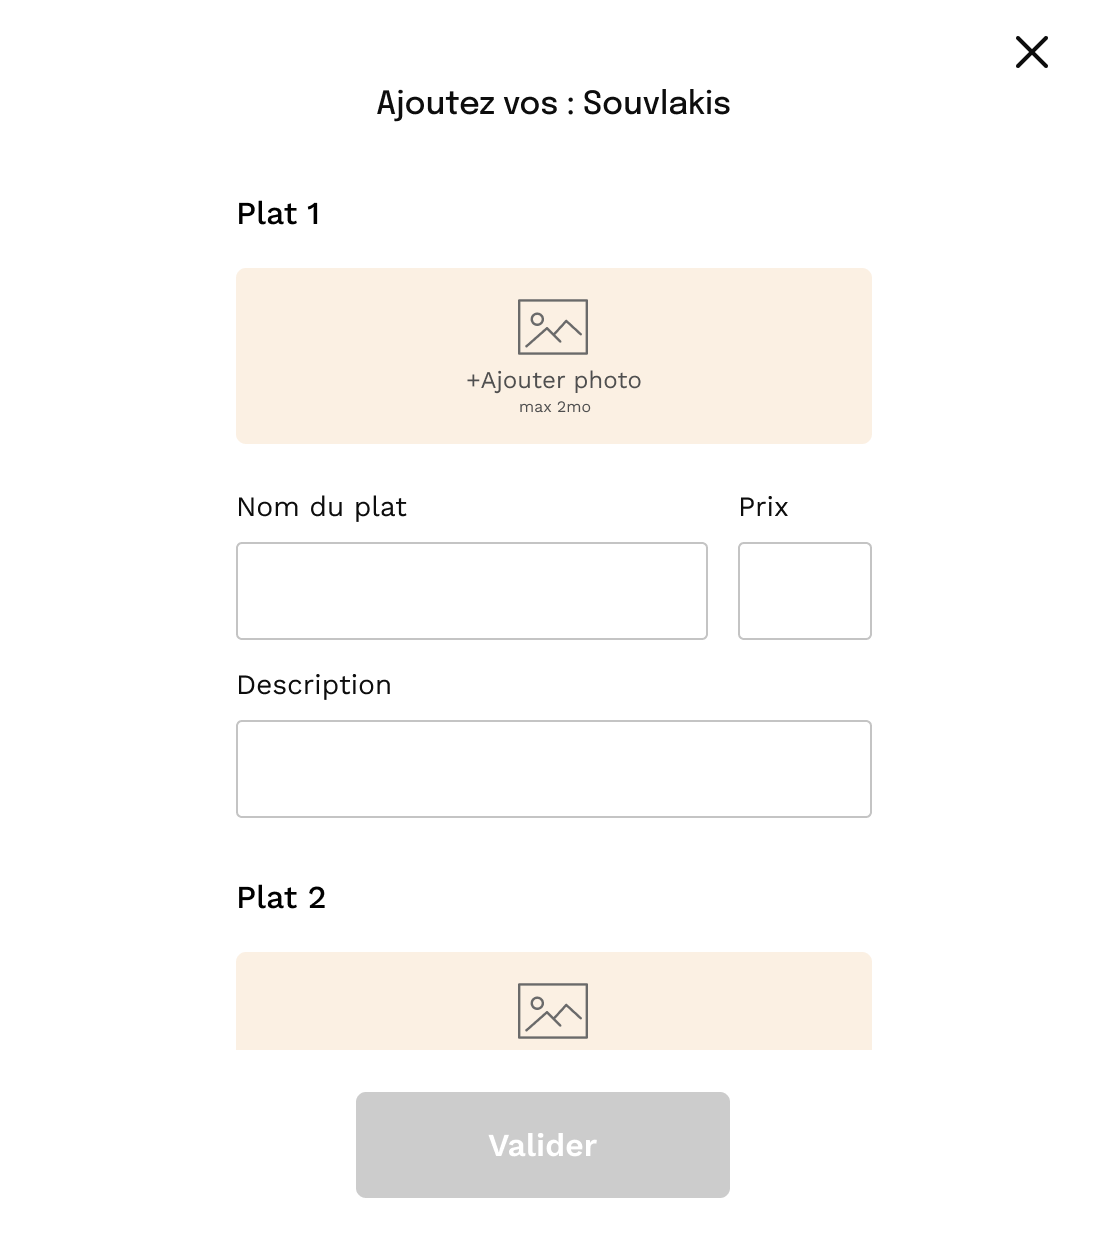 Ajoutez vos : Souvlakis
Plat 1
+Ajouter photo
max 2mo
Nom du plat
Prix
Description
Plat 2
Valider